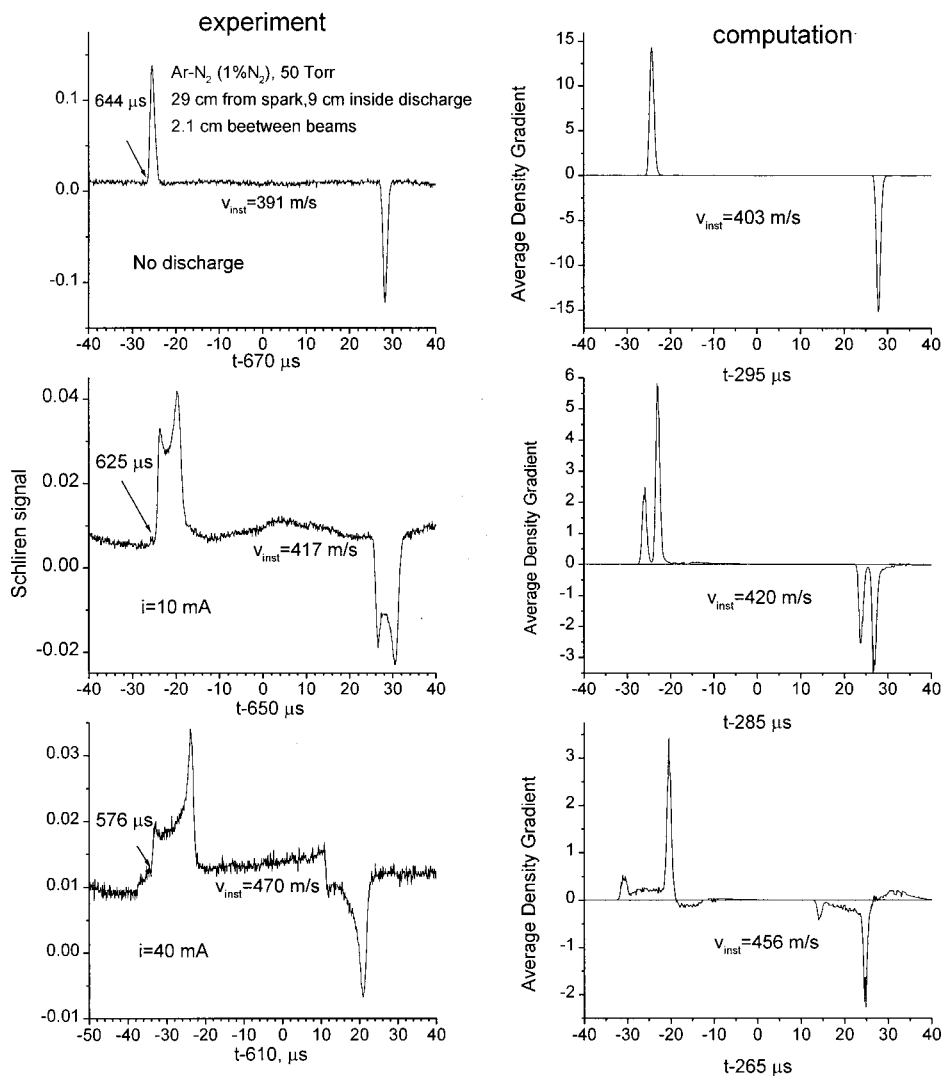 experiment
computation
0.1
0.0
-0.1
644 μs
Ar-N₂ (1%N₂), 50 Torr
29 cm from spark,9 cm inside discharge
2.1 cm beetween beams
v_inst=391 m/s
No discharge
-40 -30 -20 -10 0 10 20 30 40
t-670 μs
Average Density Gradient
15
10
5
0
-5
-10
-15
v_inst=403 m/s
-40 -30 -20 -10 0 10 20 30 40
t-295 μs
Schliren signal
0.04
0.02
0.00
-0.02
625 μs
v_inst=417 m/s
i=10 mA
-40 -30 -20 -10 0 10 20 30 40
t-650 μs
Average Density Gradient
6
5
4
3
2
1
0
-1
-2
-3
v_inst=420 m/s
-40 -30 -20 -10 0 10 20 30 40
t-285 μs
0.03
0.02
0.01
0.00
-0.01
576 μs
v_inst=470 m/s
i=40 mA
-50 -40 -30 -20 -10 0 10 20 30 40
t-610, μs
Average Density Gradient
3
2
1
0
-1
-2
v_inst=456 m/s
-40 -30 -20 -10 0 10 20 30 40
t-265 μs